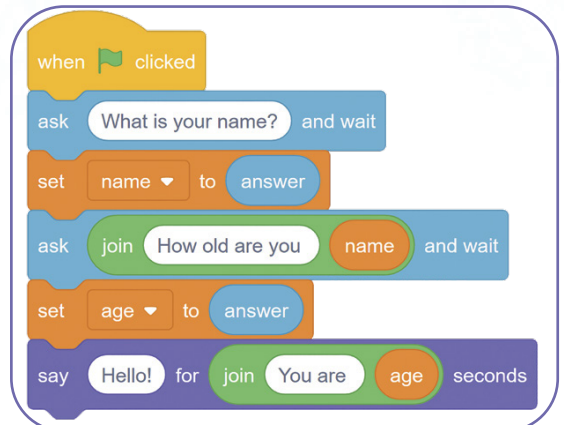 when clicked
ask What is your name? and wait
set name to answer
ask join How old are you name and wait
set age to answer
say Hello! for join You are age seconds